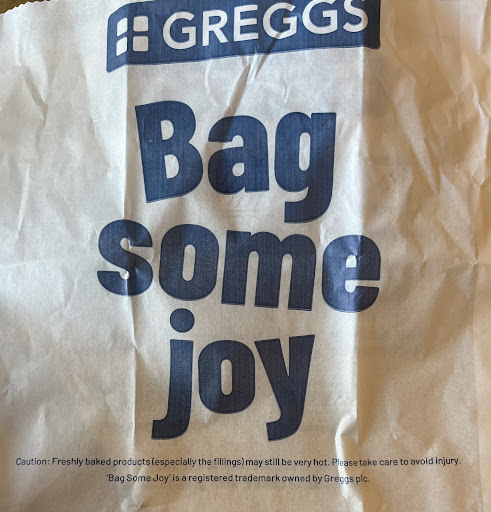 GREGGS
Bag
some
joy
Caution: Freshly baked products (especially the fillings) may still be very hot. Please take care to avoid injury.
'Bag Some Joy' is a registered trademark owned by Greggs plc.